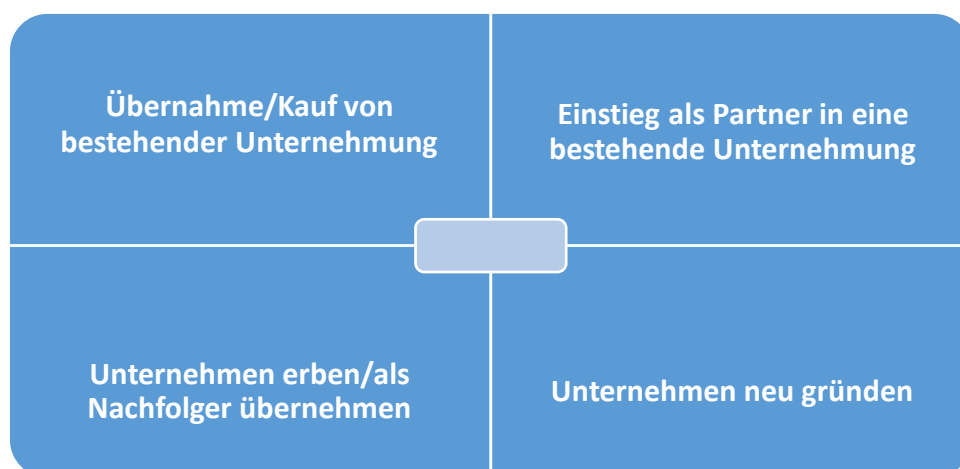 Übernahme/Kauf von
bestehender Unternehmung
Einstieg als Partner in eine
bestehende Unternehmung
Unternehmen erben/als
Nachfolger übernehmen
Unternehmen neu gründen